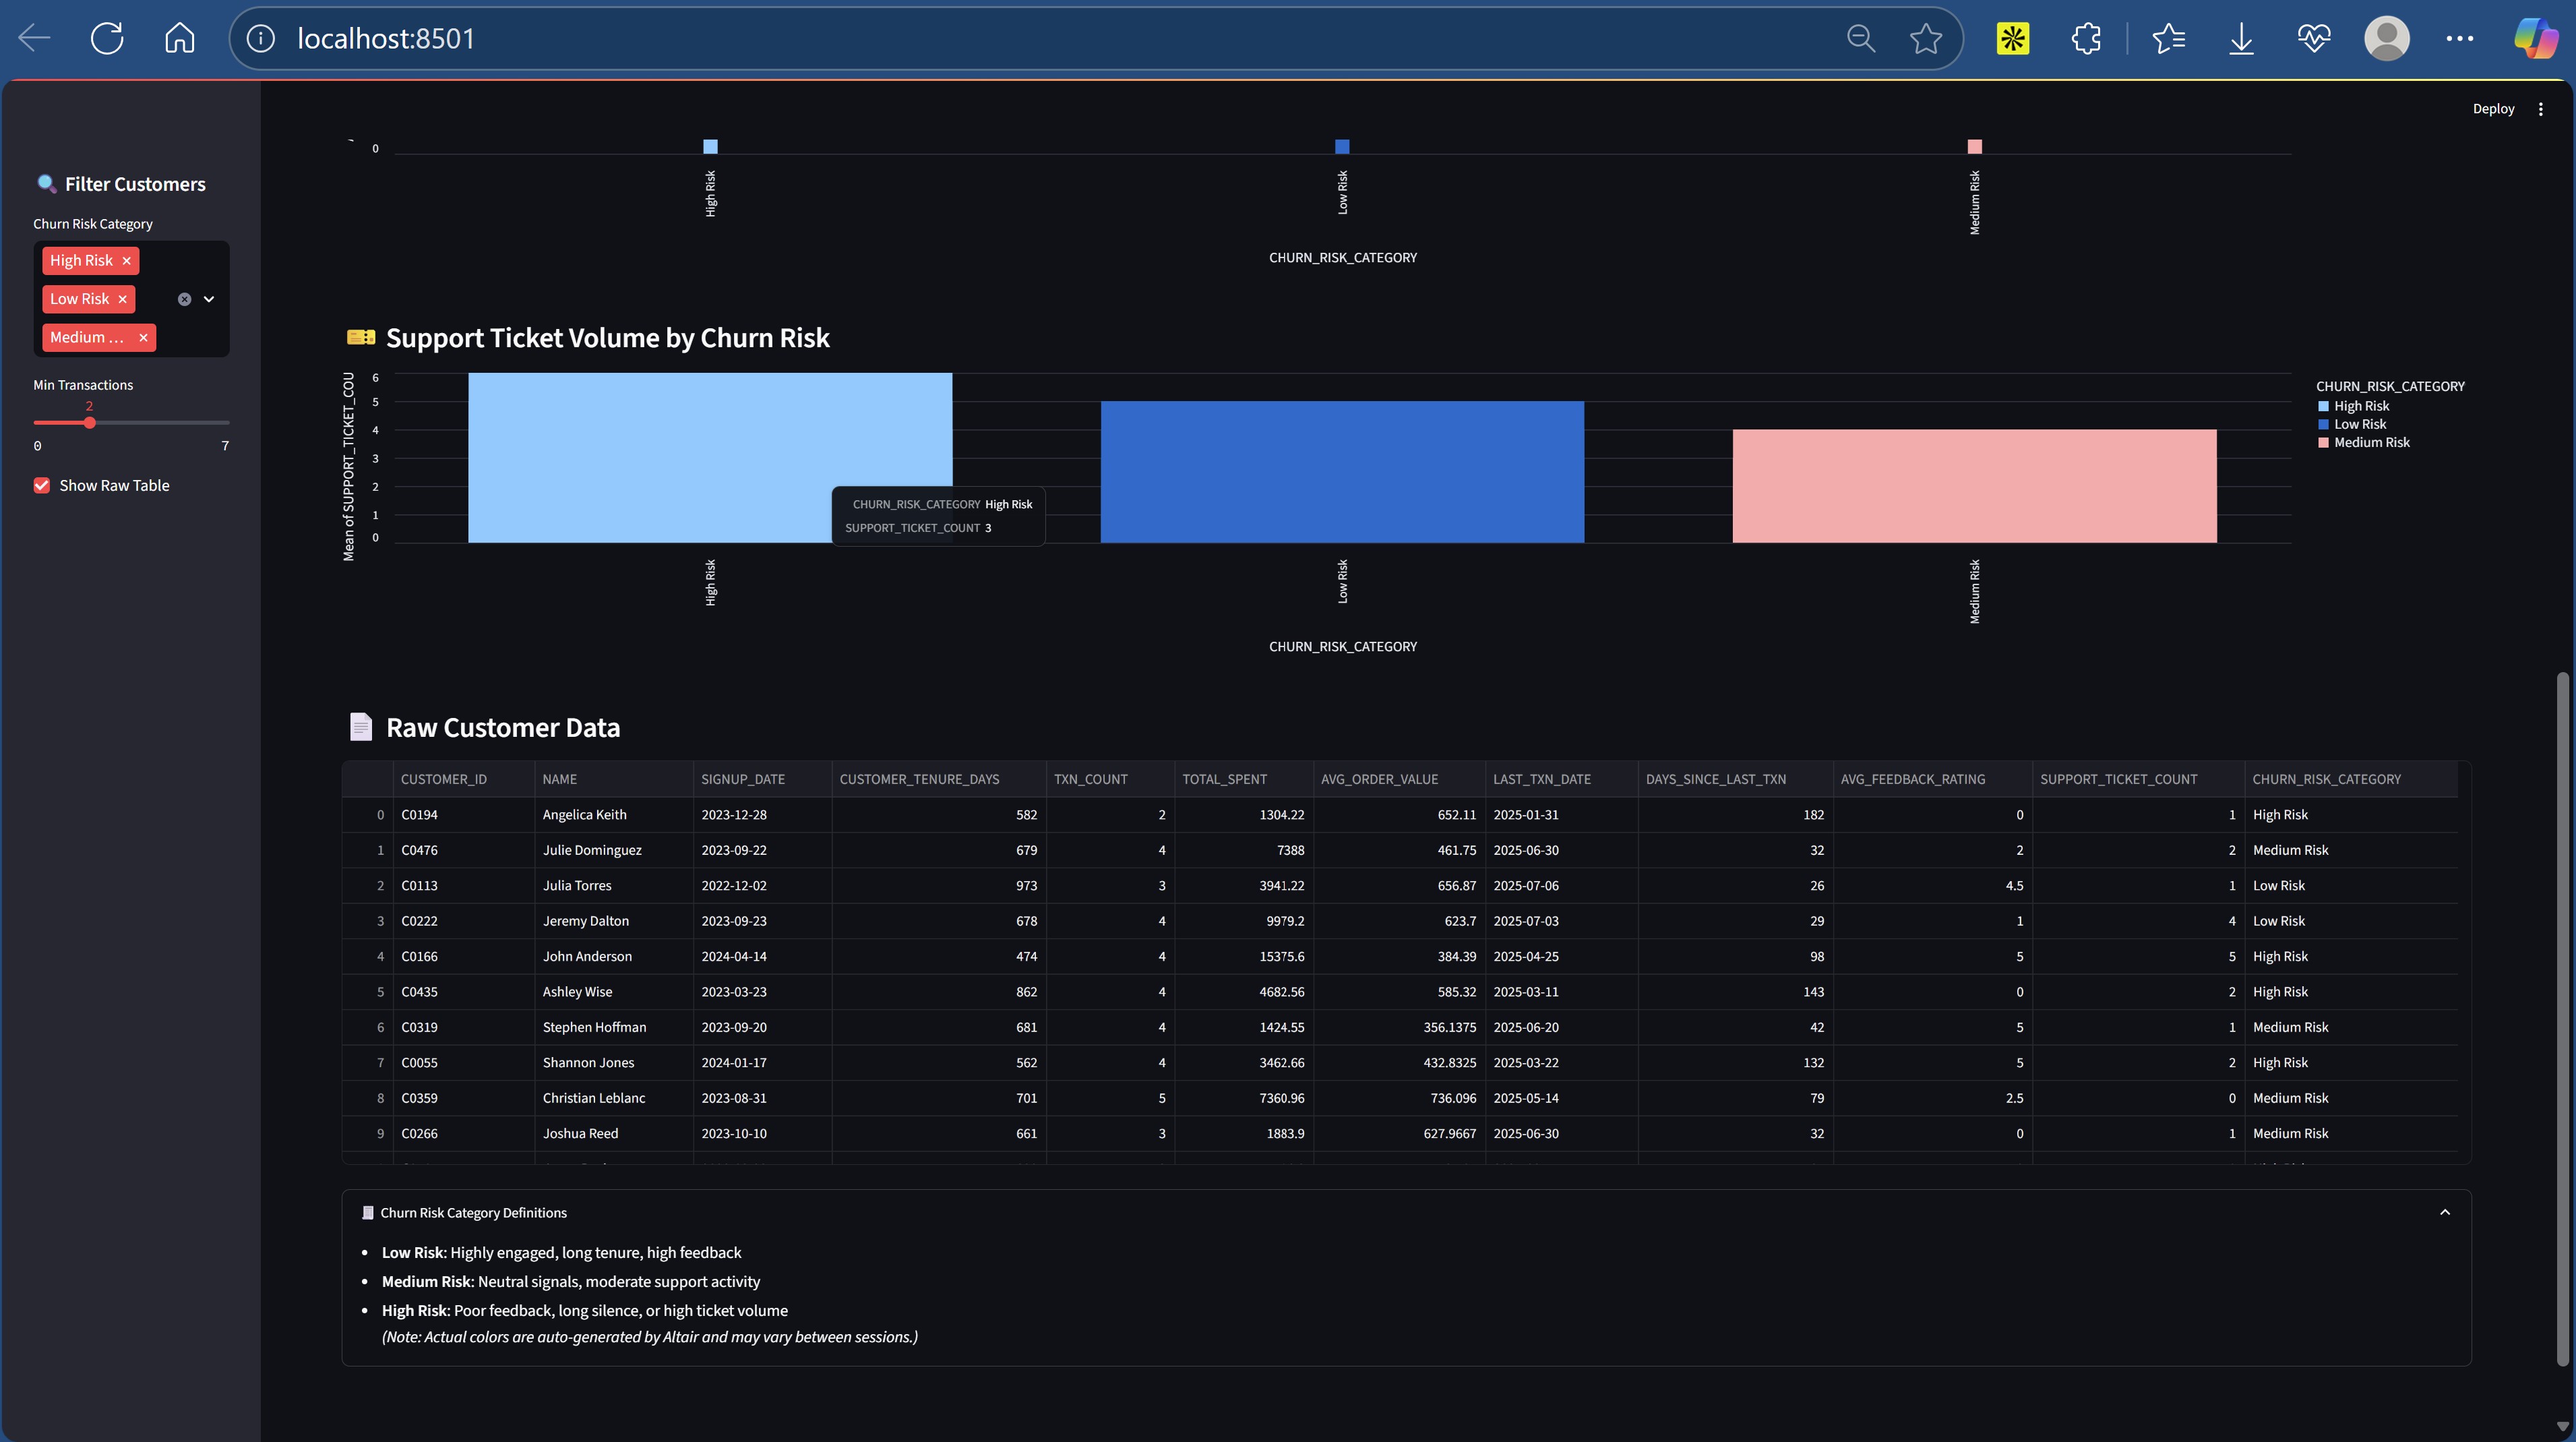 localhost:8501
Deploy
Filter Customers
Churn Risk Category
High Risk
Low Risk
Medium ...
Min Transactions
2
0 7
Show Raw Table
0
High Risk Low Risk Medium Risk
CHURN_RISK_CATEGORY
Support Ticket Volume by Churn Risk
Mean of SUPPORT_TICKET_COU
6
5
4
3
2
1
0
CHURN_RISK_CATEGORY
High Risk
Low Risk
Medium Risk
CHURN_RISK_CATEGORY High Risk
SUPPORT_TICKET_COUNT 3
High Risk Low Risk Medium Risk
CHURN_RISK_CATEGORY
Raw Customer Data
CUSTOMER_ID NAME SIGNUP_DATE CUSTOMER_TENURE_DAYS TXN_COUNT TOTAL_SPENT AVG_ORDER_VALUE LAST_TXN_DATE DAYS_SINCE_LAST_TXN AVG_FEEDBACK_RATING SUPPORT_TICKET_COUNT CHURN_RISK_CATEGORY
0 C0194 Angelica Keith 2023-12-28 582 2 1304.22 652.11 2025-01-31 182 0 1 High Risk
1 C0476 Julie Dominguez 2023-09-22 679 4 7388 461.75 2025-06-30 32 2 2 Medium Risk
2 C0113 Julia Torres 2022-12-02 973 3 3941.22 656.87 2025-07-06 26 4.5 1 Low Risk
3 C0222 Jeremy Dalton 2023-09-23 678 4 9979.2 623.7 2025-07-03 29 1 4 Low Risk
4 C0166 John Anderson 2024-04-14 474 4 15375.6 384.39 2025-04-25 98 5 5 High Risk
5 C0435 Ashley Wise 2023-03-23 862 4 4682.56 585.32 2025-03-11 143 0 2 High Risk
6 C0319 Stephen Hoffman 2023-09-20 681 4 1424.55 356.1375 2025-06-20 42 5 1 Medium Risk
7 C0055 Shannon Jones 2024-01-17 562 4 3462.66 432.8325 2025-03-22 132 5 2 High Risk
8 C0359 Christian Leblanc 2023-08-31 701 5 7360.96 736.096 2025-05-14 79 2.5 0 Medium Risk
9 C0266 Joshua Reed 2023-10-10 661 3 1883.9 627.9667 2025-06-30 32 0 1 Medium Risk
Churn Risk Category Definitions
• Low Risk: Highly engaged, long tenure, high feedback
• Medium Risk: Neutral signals, moderate support activity
• High Risk: Poor feedback, long silence, or high ticket volume
(Note: Actual colors are auto-generated by Altair and may vary between sessions.)